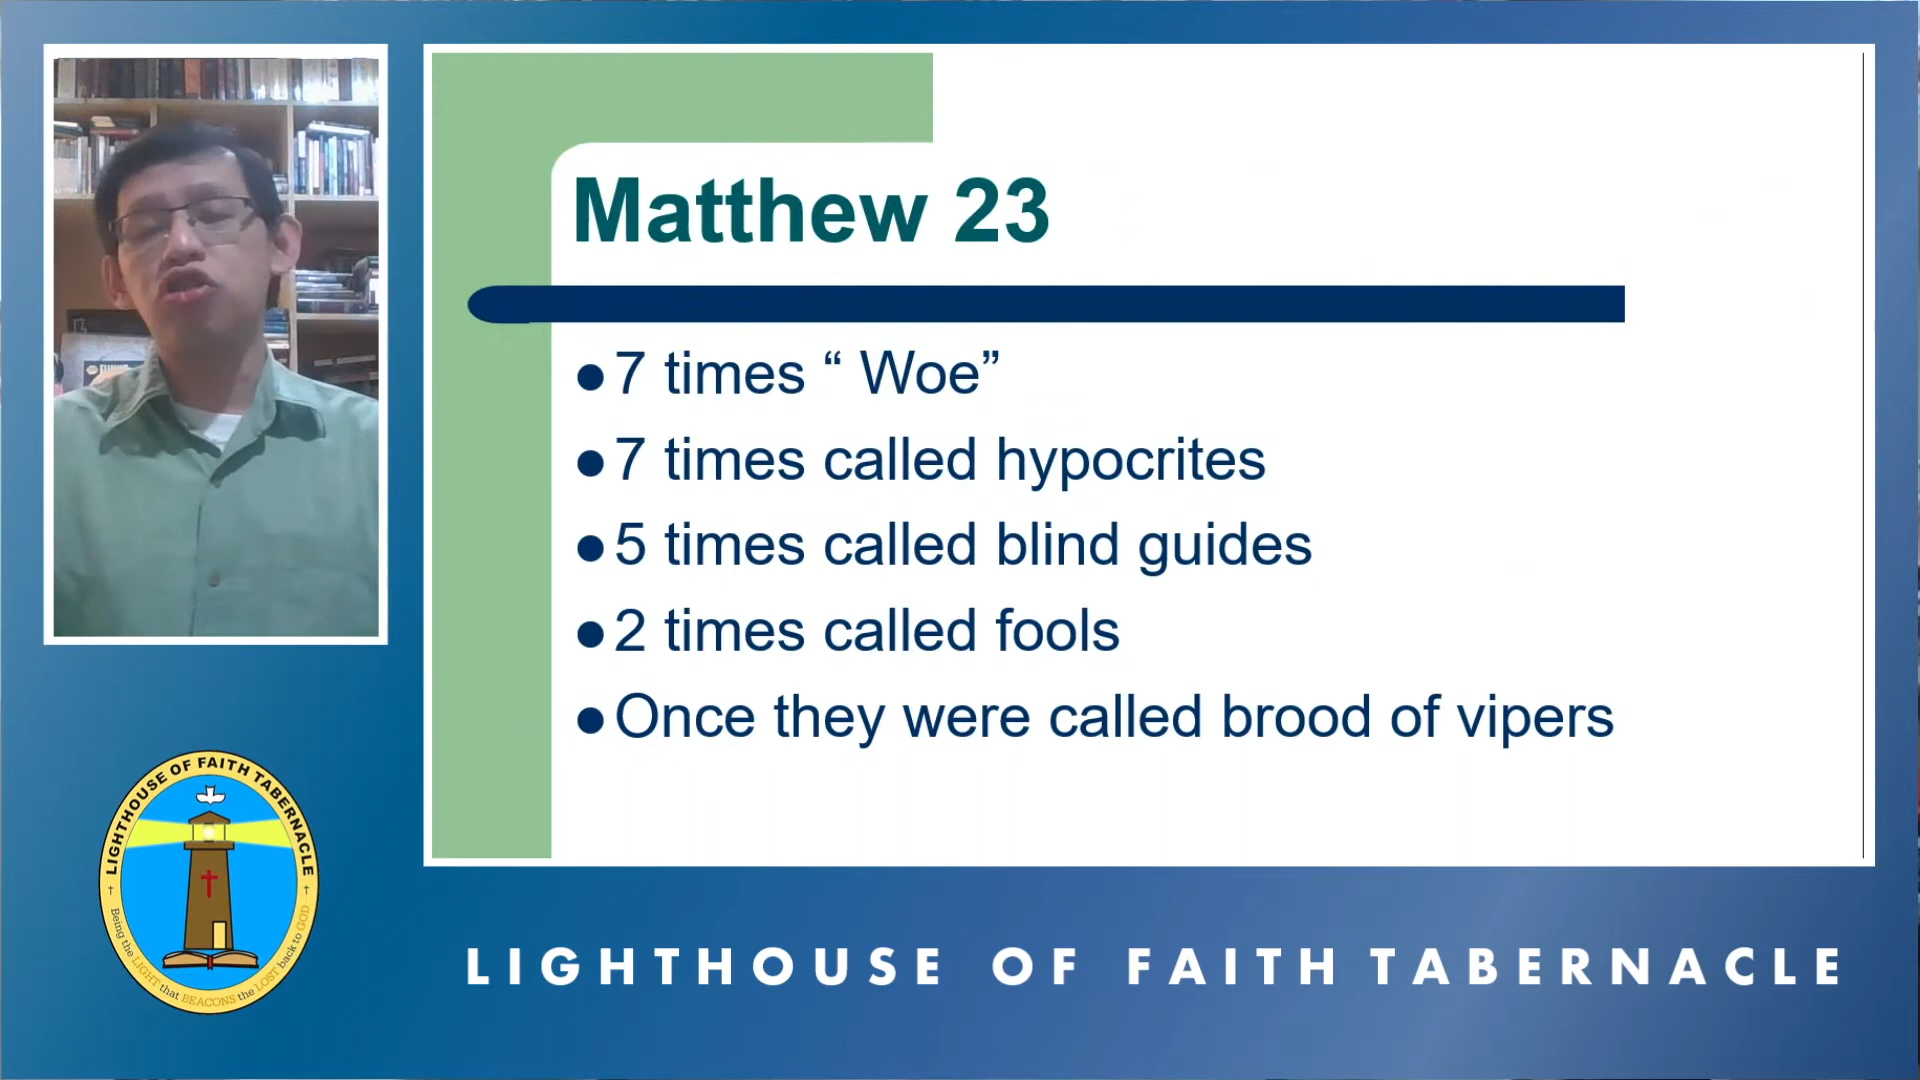 Matthew 23
●7 times “ Woe”
●7 times called hypocrites
●5 times called blind guides
●2 times called fools
●Once they were called brood of vipers
LIGHTHOUSE OF FAITH TABERNACLE
Being the LIGHT that BEACONS the LOST back to GOD
LIGHTHOUSE OF FAITH TABERNACLE